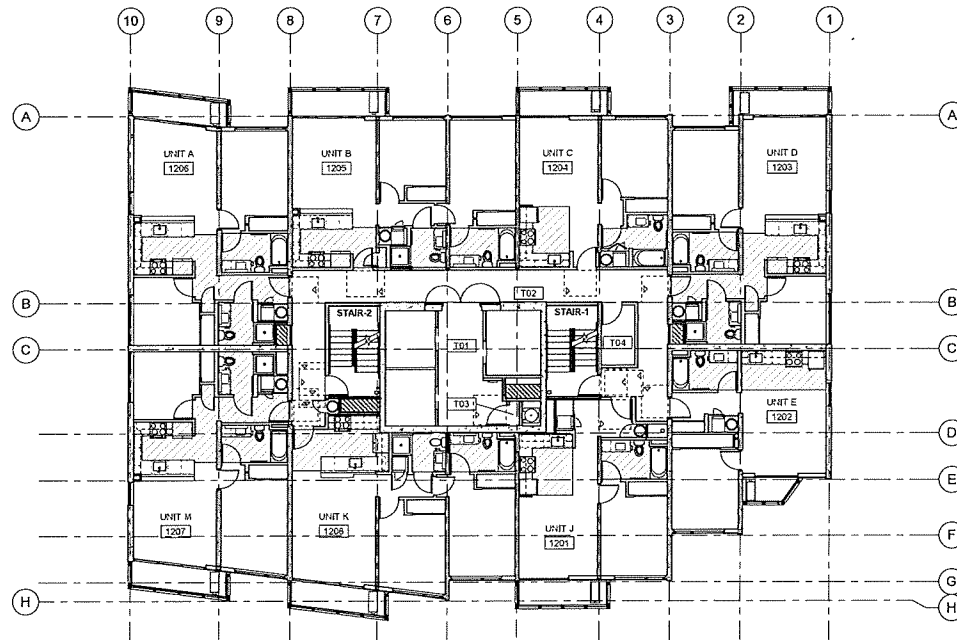 10 9 8 7 6 5 4 3 2 1
A A
UNIT A UNIT B UNIT C UNIT D
1206 1205 1204 1203
T02
B B
STAIR-2 STAIR-1
T01 T04
C C
UNIT E
T03 1202
D D
E E
UNIT M UNIT K UNIT J
1207 1208 1201
F
G
H H